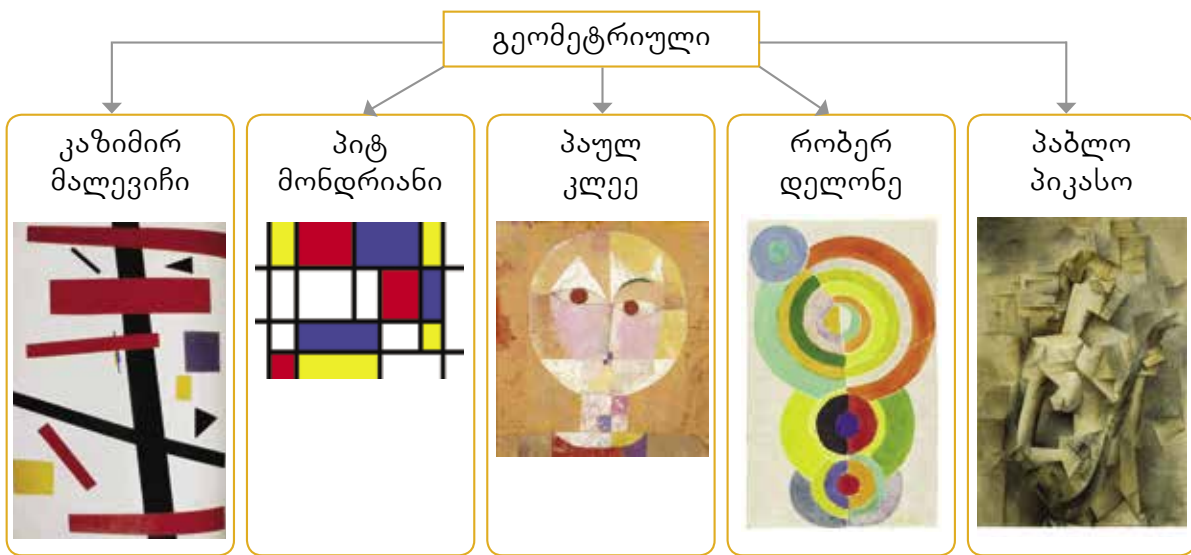 გეომეტრიული
კაზიმირ
მალევიჩი
პიტ
მონდრიანი
პაულ
კლეე
რობერ
დელონე
პაბლო
პიკასო